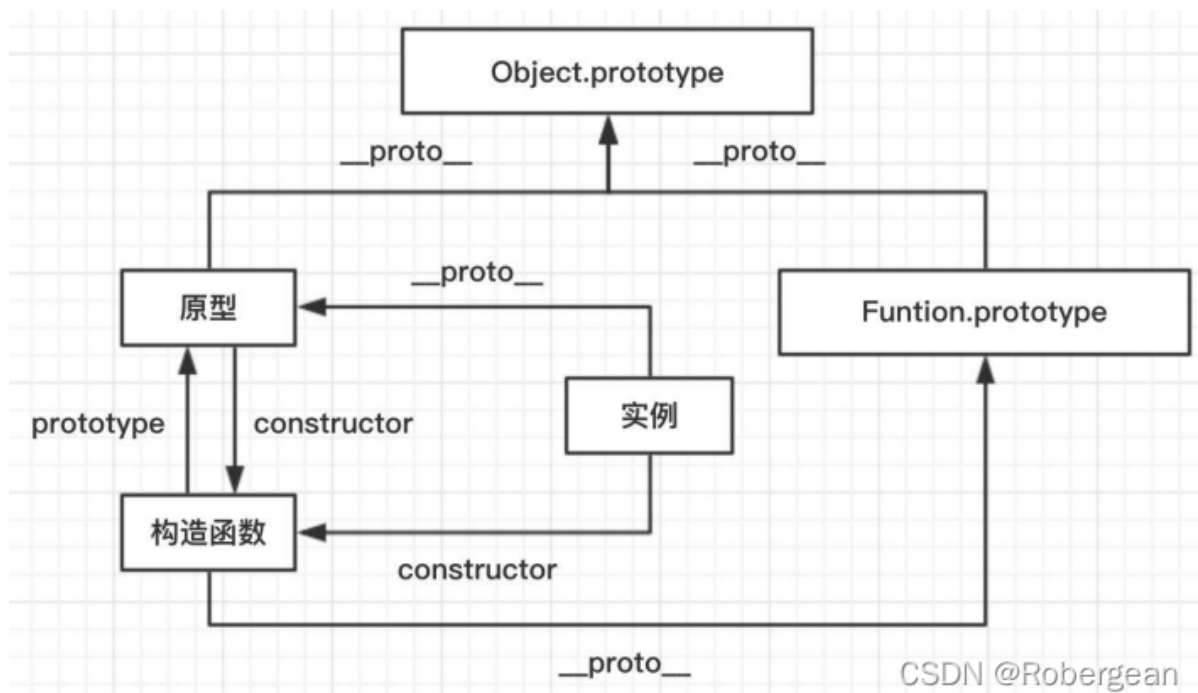 Object.prototype
__proto__
__proto__
原型
__proto__
Funtion.prototype
实例
prototype
constructor
构造函数
constructor
__proto__
CSDN @Robergean